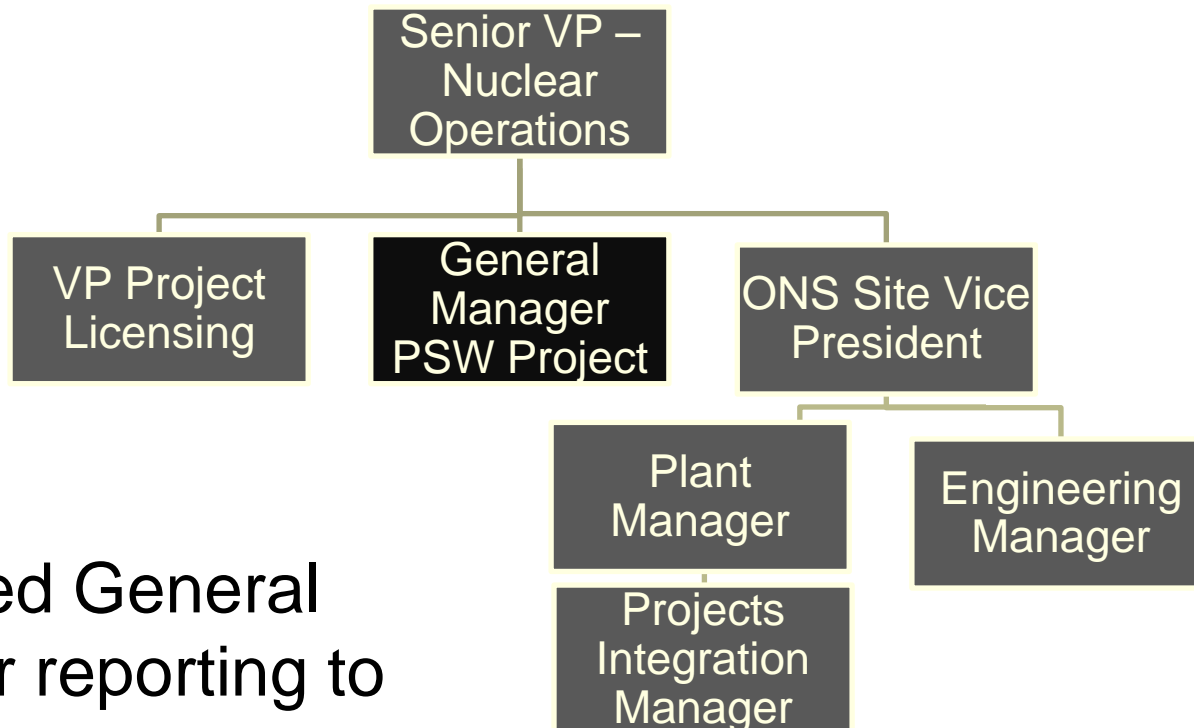 Senior VP –
Nuclear
Operations
VP Project
Licensing
General
Manager
PSW Project
ONS Site Vice
President
Plant
Manager
Engineering
Manager
Projects
Integration
Manager
General
reporting to